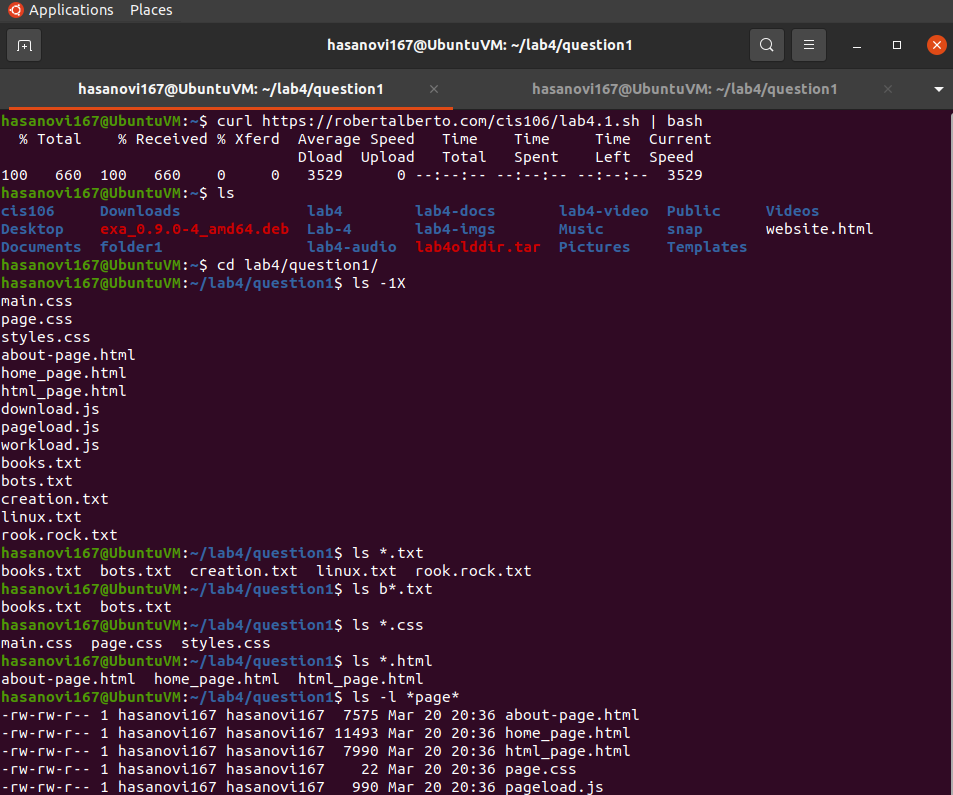 Applications Places
hasanovi167@UbuntuVM: ~/lab4/question1
hasanovi167@UbuntuVM: ~/lab4/question1 × hasanovi167@UbuntuVM: ~/lab4/question1 ×
hasanovi167@UbuntuVM:~$ curl https://robertalberto.com/cis106/lab4.1.sh | bash
  % Total    % Received % Xferd  Average Speed   Time    Time     Time  Current
                                 Dload  Upload   Total   Spent    Left  Speed
100   660  100   660    0     0   3529      0 --:--:-- --:--:-- --:--:--  3529
hasanovi167@UbuntuVM:~$ ls
cis106     Downloads             lab4        lab4-docs       lab4-video  Public     Videos
Desktop    exa_0.9.0-4_amd64.deb  Lab-4       lab4-imgs       Music       snap       website.html
Documents  folder1               lab4-audio  lab4olddir.tar  Pictures    Templates
hasanovi167@UbuntuVM:~$ cd lab4/question1/
hasanovi167@UbuntuVM:~/lab4/question1$ ls -1X
main.css
page.css
styles.css
about-page.html
home_page.html
html_page.html
download.js
pageload.js
workload.js
books.txt
bots.txt
creation.txt
linux.txt
rook.rock.txt
hasanovi167@UbuntuVM:~/lab4/question1$ ls *.txt
books.txt  bots.txt  creation.txt  linux.txt  rook.rock.txt
hasanovi167@UbuntuVM:~/lab4/question1$ ls b*.txt
books.txt  bots.txt
hasanovi167@UbuntuVM:~/lab4/question1$ ls *.css
main.css  page.css  styles.css
hasanovi167@UbuntuVM:~/lab4/question1$ ls *.html
about-page.html  home_page.html  html_page.html
hasanovi167@UbuntuVM:~/lab4/question1$ ls -l *page*
-rw-rw-r-- 1 hasanovi167 hasanovi167  7575 Mar 20 20:36 about-page.html
-rw-rw-r-- 1 hasanovi167 hasanovi167 11493 Mar 20 20:36 home_page.html
-rw-rw-r-- 1 hasanovi167 hasanovi167  7990 Mar 20 20:36 html_page.html
-rw-rw-r-- 1 hasanovi167 hasanovi167    22 Mar 20 20:36 page.css
-rw-rw-r-- 1 hasanovi167 hasanovi167   990 Mar 20 20:36 pageload.js